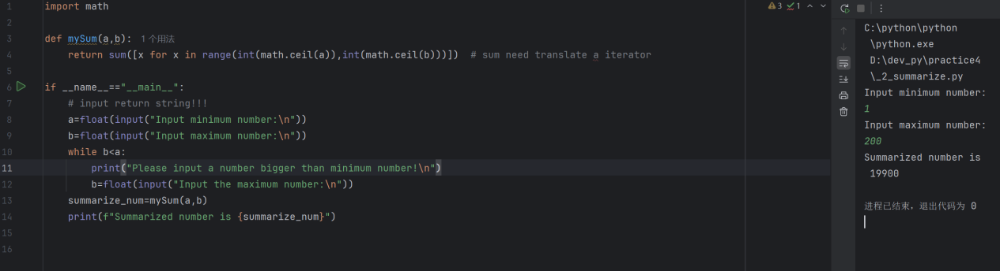 1 import math
2
3 def mySum(a,b): 1 个用法
4 return sum([x for x in range(int(math.ceil(a)),int(math.ceil(b)))]) # sum need translate a iterator
5
6 if __name__=="__main__":
7 # input return string!!!
8 a=float(input("Input minimum number:\n"))
9 b=float(input("Input maximum number:\n"))
10 while b<a:
11 print("Please input a number bigger than minimum number!\n")
12 b=float(input("Input the maximum number:\n"))
13 summarize_num=mySum(a,b)
14 print(f"Summarized number is {summarize_num}")
15
16
3 1
C:\python\python
\python.exe
D:\dev_py\practice4
\_2_summarize.py
Input minimum number:
1
Input maximum number:
200
Summarized number is
19900
进程已结束，退出代码为 0